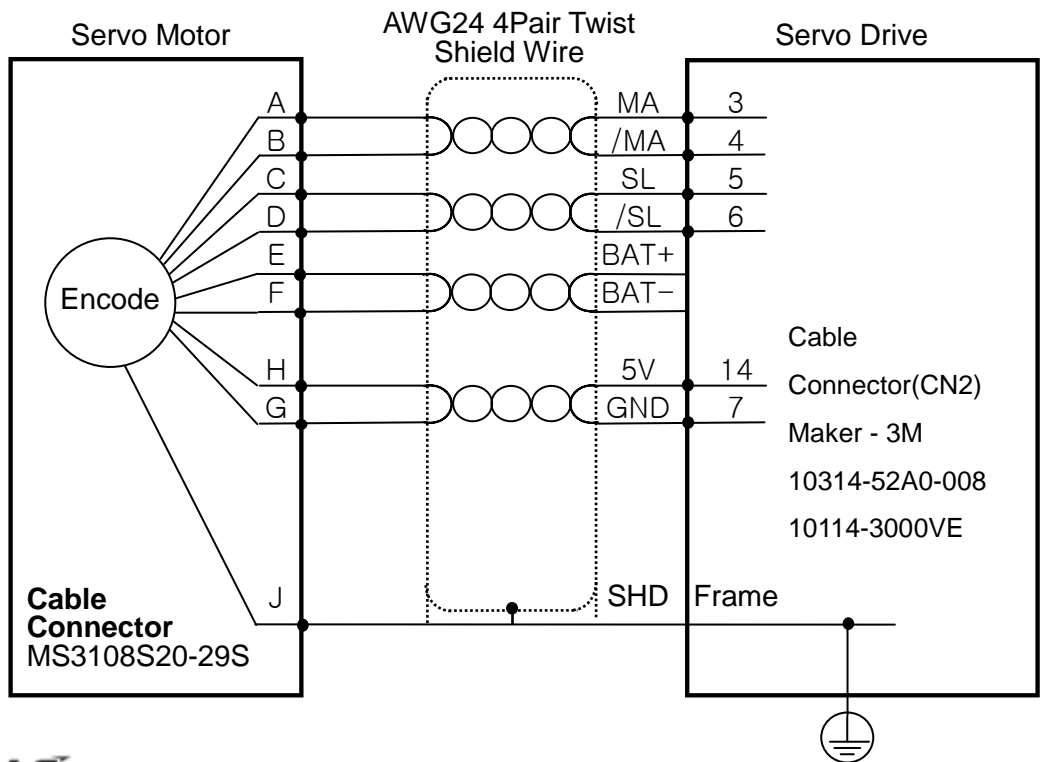 Servo Motor
AWG24 4Pair Twist
Shield Wire
Servo Drive
A
MA
3
B
/MA
4
C
SL
5
D
/SL
6
E
BAT+
F
BAT-
Encode
H
5V
14
G
GND
7
Cable
Connector(CN2)
Maker - 3M
10314-52A0-008
10114-3000VE
J
SHD
Frame
Cable
Connector
MS3108S20-29S